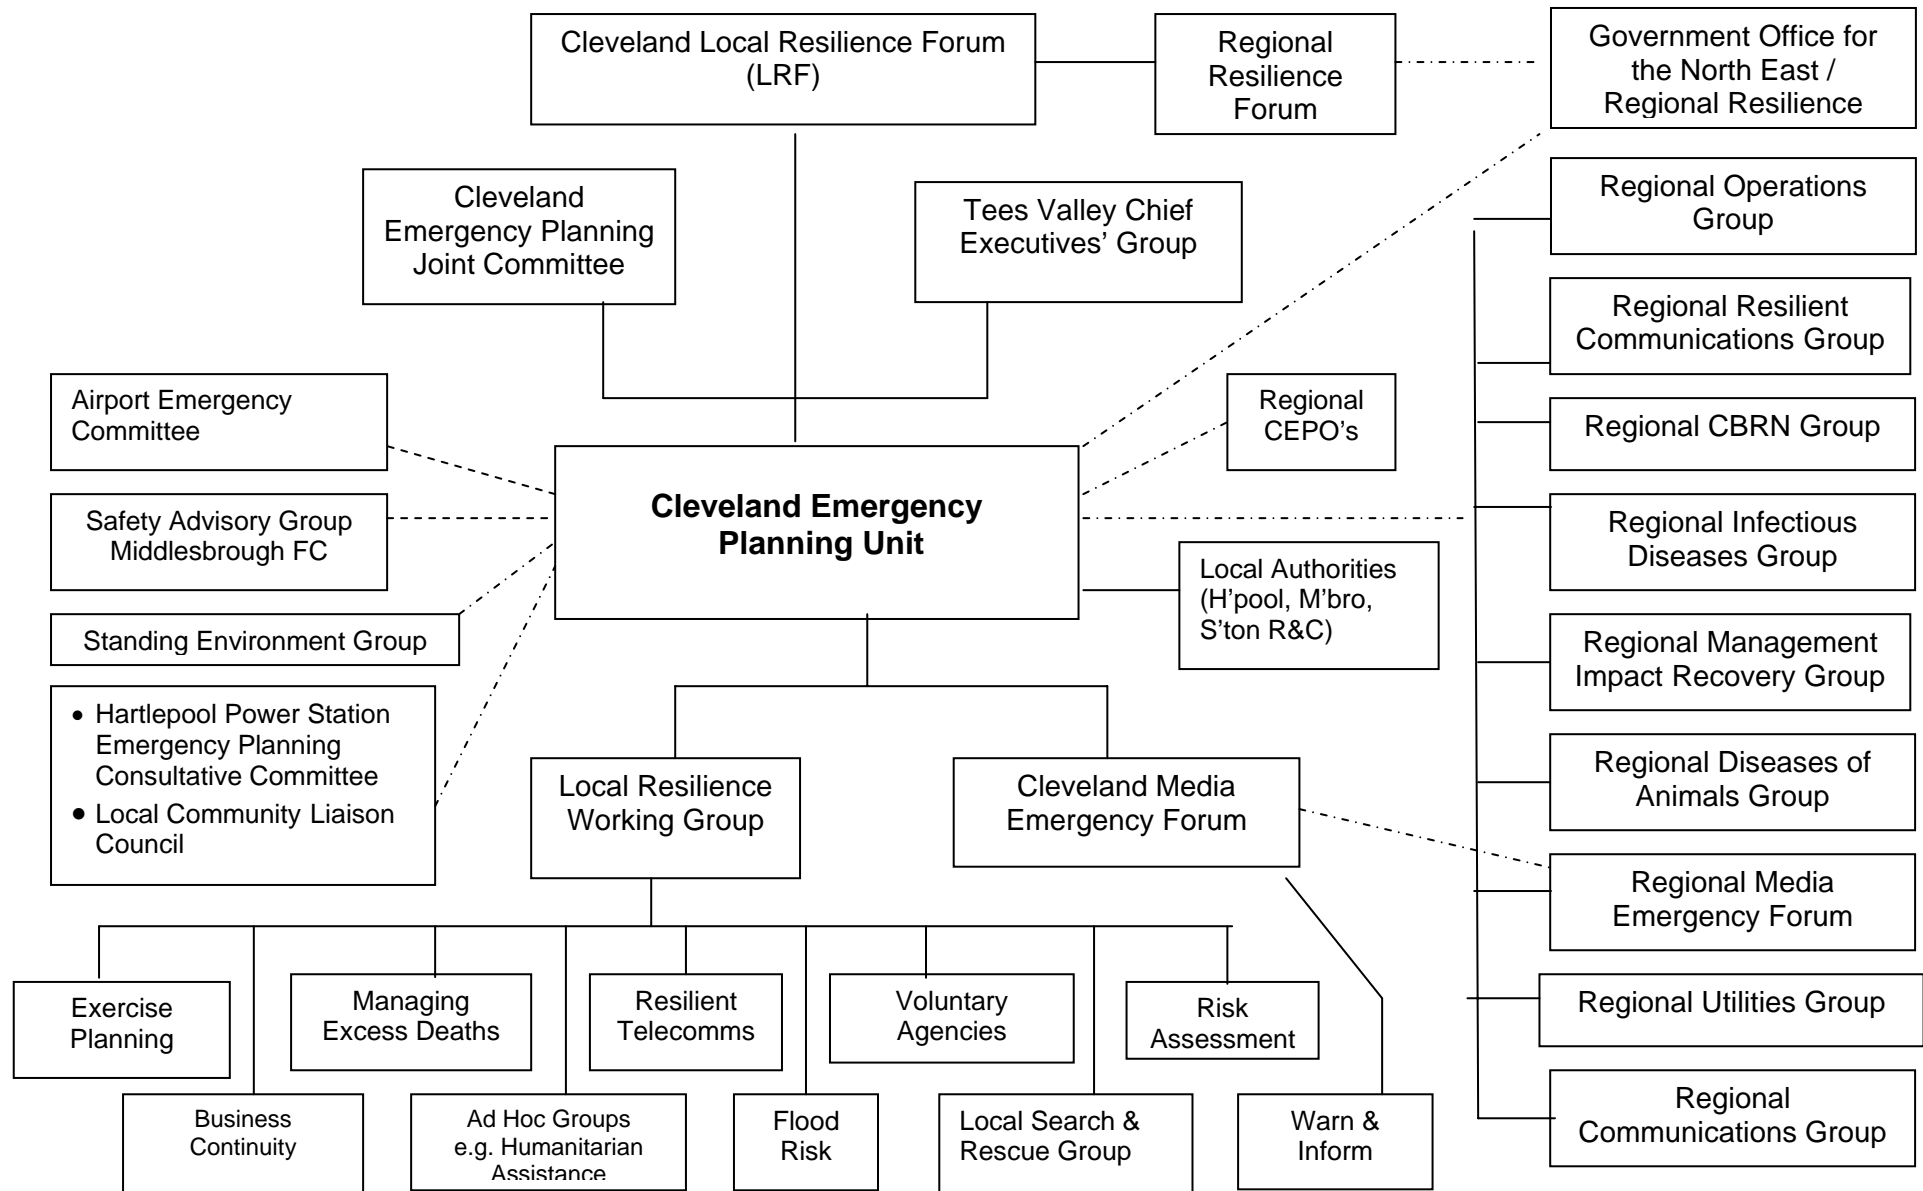 Cleveland Local Resilience Forum
(LRF)
Regional
Resilience
Forum
Government Office for
the North East /
Regional Resilience
Cleveland
Emergency Planning
Joint Committee
Tees Valley Chief
Executives’ Group
Regional Operations
Group
Regional Resilient
Communications Group
Airport Emergency
Committee
Regional
CEPO’s
Regional CBRN Group
Safety Advisory Group
Middlesbrough FC
Cleveland Emergency
Planning Unit
Regional Infectious
Diseases Group
Local Authorities
(H’pool, M’bro,
S’ton R&C)
Standing Environment Group
Regional Management
Impact Recovery Group
• Hartlepool Power Station
Emergency Planning
Consultative Committee
• Local Community Liaison
Council
Local Resilience
Working Group
Cleveland Media
Emergency Forum
Regional Diseases of
Animals Group
Regional Media
Emergency Forum
Exercise
Planning
Managing
Excess Deaths
Resilient
Telecomms
Voluntary
Agencies
Risk
Assessment
Regional Utilities Group
Business
Continuity
Ad Hoc Groups
e.g. Humanitarian
Assistance
Flood
Risk
Local Search &
Rescue Group
Warn &
Inform
Regional
Communications Group